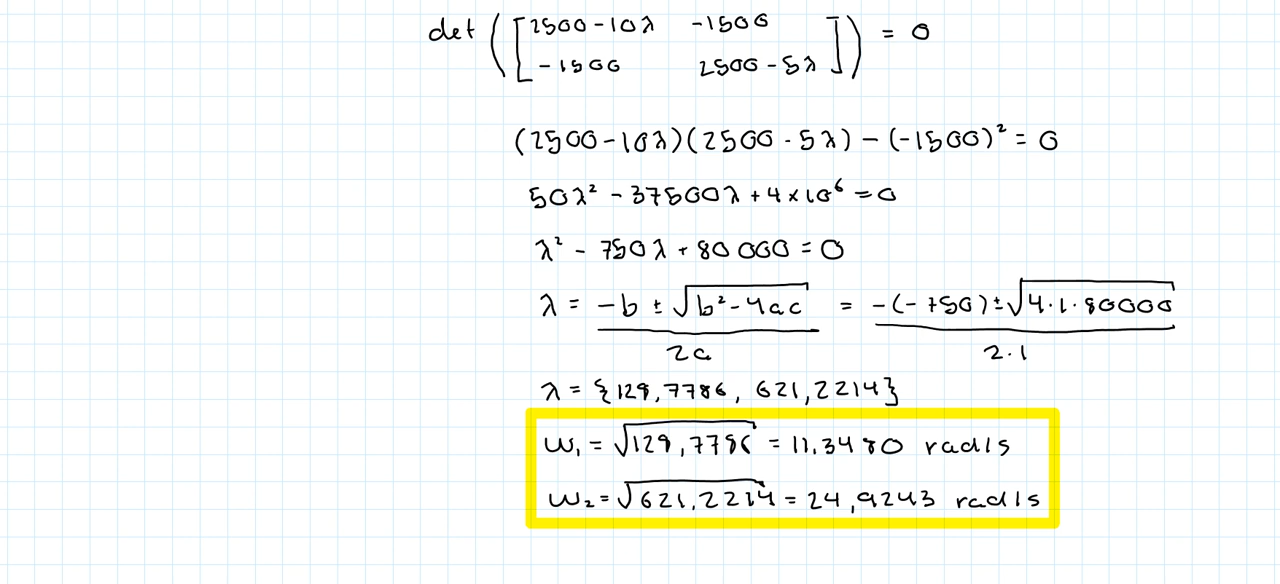 det ([2500-10λ -1500
-1500 2500-5λ]) = 0
(2500-10λ)(2500-5λ)-(-1500)² = 0
50λ² - 37500λ + 4×10⁶ = 0
λ² - 750λ + 80 000 = 0
λ = (-b ± √(b²-4ac))/(2a) = (-(-750) ± √(4·1·80000))/(2·1)
λ = {128,7786, 621,2214}
ω₁ = √128,7786 = 11,3480 rad/s
ω₂ = √621,2214 = 24,9243 rad/s